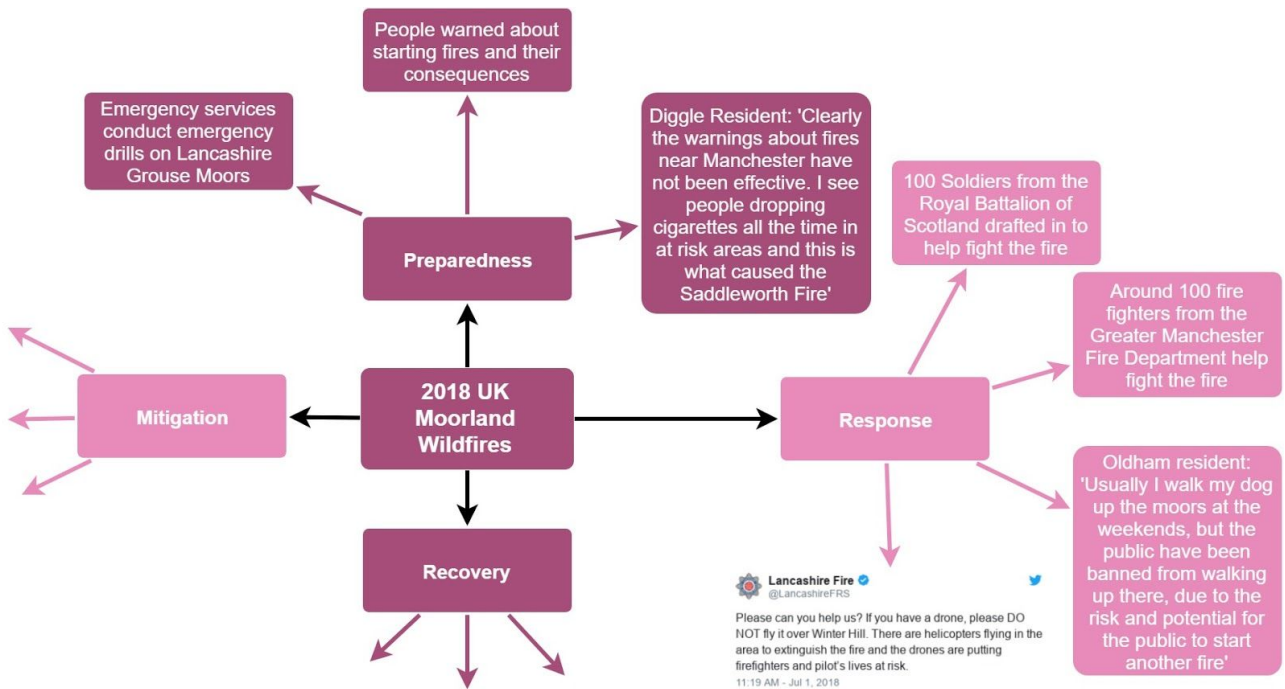 People warned about
starting fires and their
consequences
Emergency services
conduct emergency
drills on Lancashire
Grouse Moors
Diggle Resident: 'Clearly
the warnings about fires
near Manchester have
not been effective. I see
people dropping
cigarettes all the time in
at risk areas and this is
what caused the
Saddleworth Fire'
Preparedness
100 Soldiers from the
Royal Battalion of
Scotland drafted in to
help fight the fire
Around 100 fire
fighters from the
Greater Manchester
Fire Department help
fight the fire
Mitigation
2018 UK
Moorland
Wildfires
Response
Oldham resident:
'Usually I walk my dog
up the moors at the
weekends, but the
public have been
banned from walking
up there, due to the
risk and potential for
the public to start
another fire'
Recovery
Lancashire Fire
@LancashireFRS
Please can you help us? If you have a drone, please DO
NOT fly it over Winter Hill. There are helicopters flying in the
area to extinguish the fire and the drones are putting
firefighters and pilot's lives at risk.
11:19 AM - Jul 1, 2018